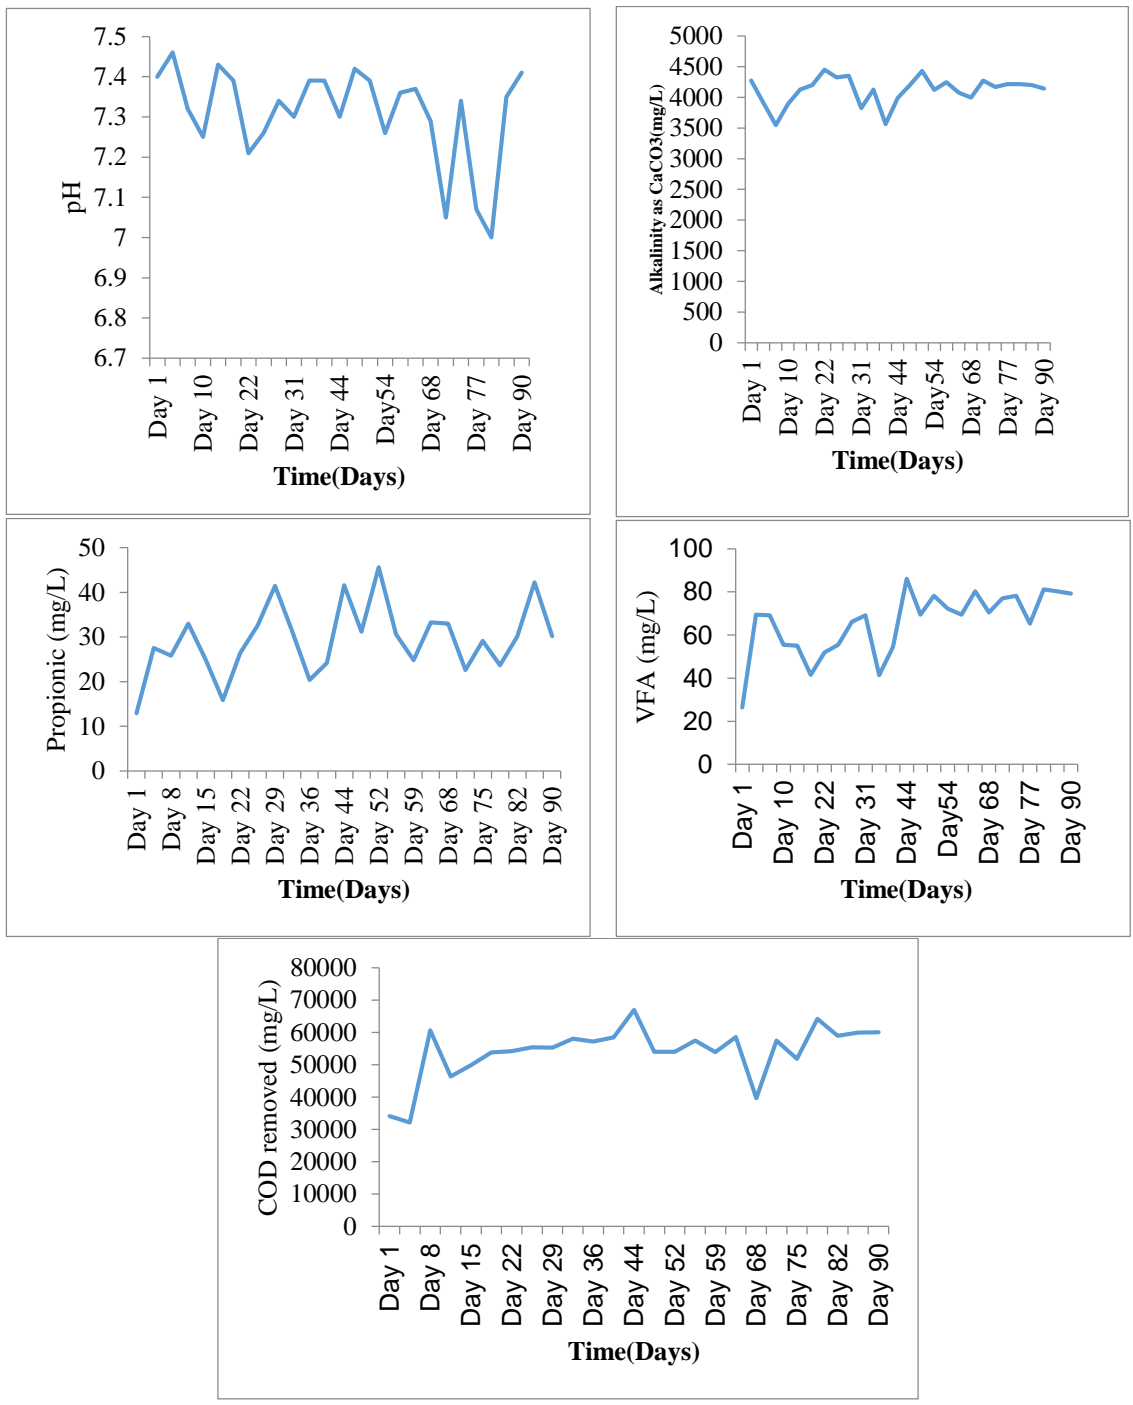 7.5
7.4
7.3
7.2
7.1
7
6.9
6.8
6.7
pH
Day 1
Day 10
Day 22
Day 31
Day 44
Day54
Day 68
Day 77
Day 90
Time(Days)
5000
4500
4000
3500
3000
2500
2000
1500
1000
500
0
Alkalinity as CaCO3(mg/L)
Day 1
Day 10
Day 22
Day 31
Day 44
Day54
Day 68
Day 77
Day 90
Time(Days)
50
40
30
20
10
0
Propionic (mg/L)
Day 1
Day 8
Day 15
Day 22
Day 29
Day 36
Day 44
Day 52
Day 59
Day 68
Day 75
Day 82
Day 90
Time(Days)
100
80
60
40
20
0
VFA (mg/L)
Day 1
Day 10
Day 22
Day 31
Day 44
Day54
Day 68
Day 77
Day 90
Time(Days)
80000
70000
60000
50000
40000
30000
20000
10000
0
COD removed (mg/L)
Day 1
Day 8
Day 15
Day 22
Day 29
Day 36
Day 44
Day 52
Day 59
Day 68
Day 75
Day 82
Day 90
Time(Days)